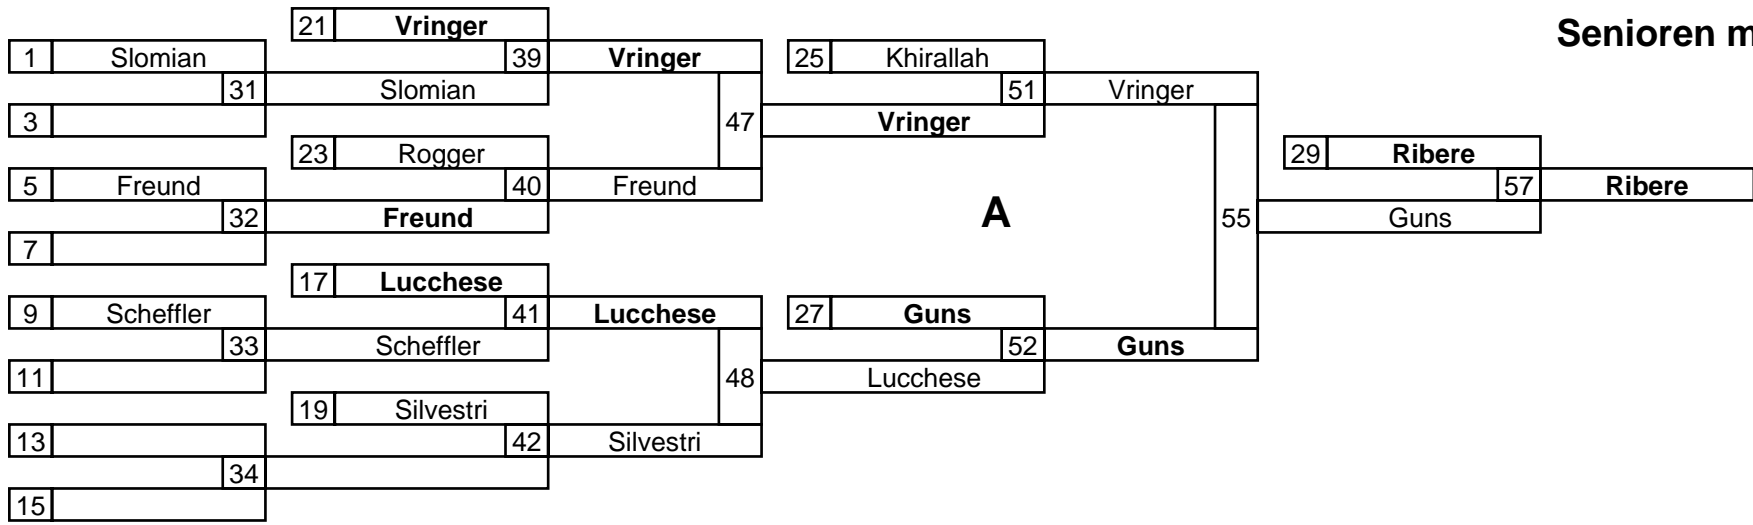 21 Vringer
Senioren m
1 Slomian 39 Vringer 25 Khirallah
31 Slomian 51 Vringer
3 47 Vringer
23 Rogger 29 Ribere
5 Freund 40 Freund 57 Ribere
32 Freund A 55 Guns
7
17 Lucchese
9 Scheffler 41 Lucchese 27 Guns
33 Scheffler 52 Guns
11 48 Lucchese
19 Silvestri
13 42 Silvestri
34
15